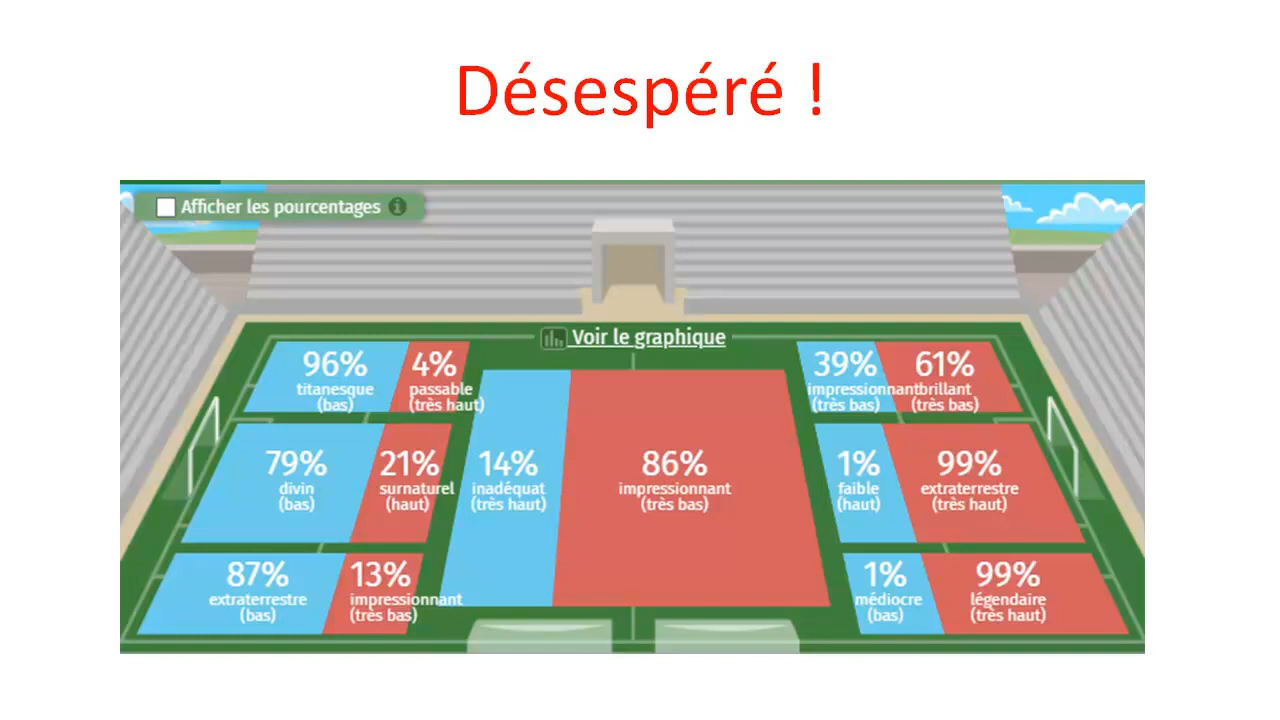 Désespéré !
Afficher les pourcentages
Voir le graphique
96% 4% 39% 61%
titanesque passable impressionnant brillant
(bas) (très haut) (très bas) (très bas)
79% 21% 14% 86% 1% 99%
divin surnaturel inadéquat impressionnant faible extraterrestre
(bas) (haut) (très haut) (très bas) (haut) (très haut)
87% 13% 1% 99%
extraterrestre impressionnant médiocre légendaire
(bas) (très bas) (bas) (très haut)